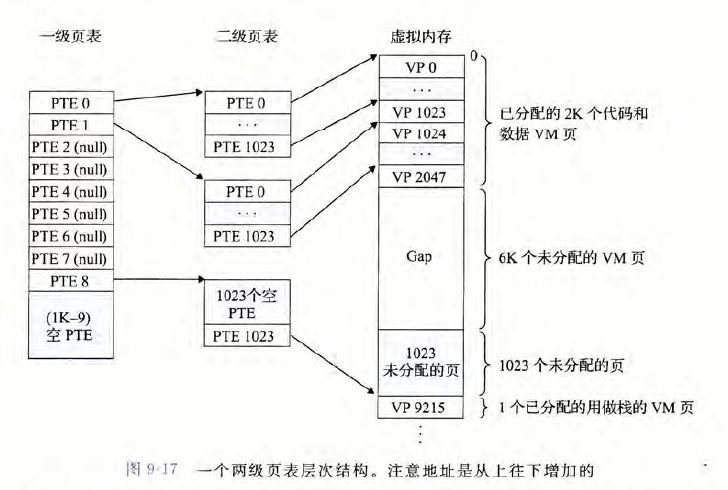 一级页表
二级页表
虚拟内存
PTE 0
PTE 1
PTE 2 (null)
PTE 3 (null)
PTE 4 (null)
PTE 5 (null)
PTE 6 (null)
PTE 7 (null)
PTE 8
(1K–9)
空 PTE
PTE 0
...
PTE 1023
PTE 0
...
PTE 1023
1023个空
PTE
PTE 1023
0
VP 0
...
VP 1023
VP 1024
...
VP 2047
Gap
1023
未分配的页
VP 9215
已分配的 2K 个代码和
数据 VM 页
6K 个未分配的 VM 页
1023 个未分配的页
1 个已分配的用做栈的 VM 页
图 9-17 一个两级页表层次结构。注意地址是从上往下增加的